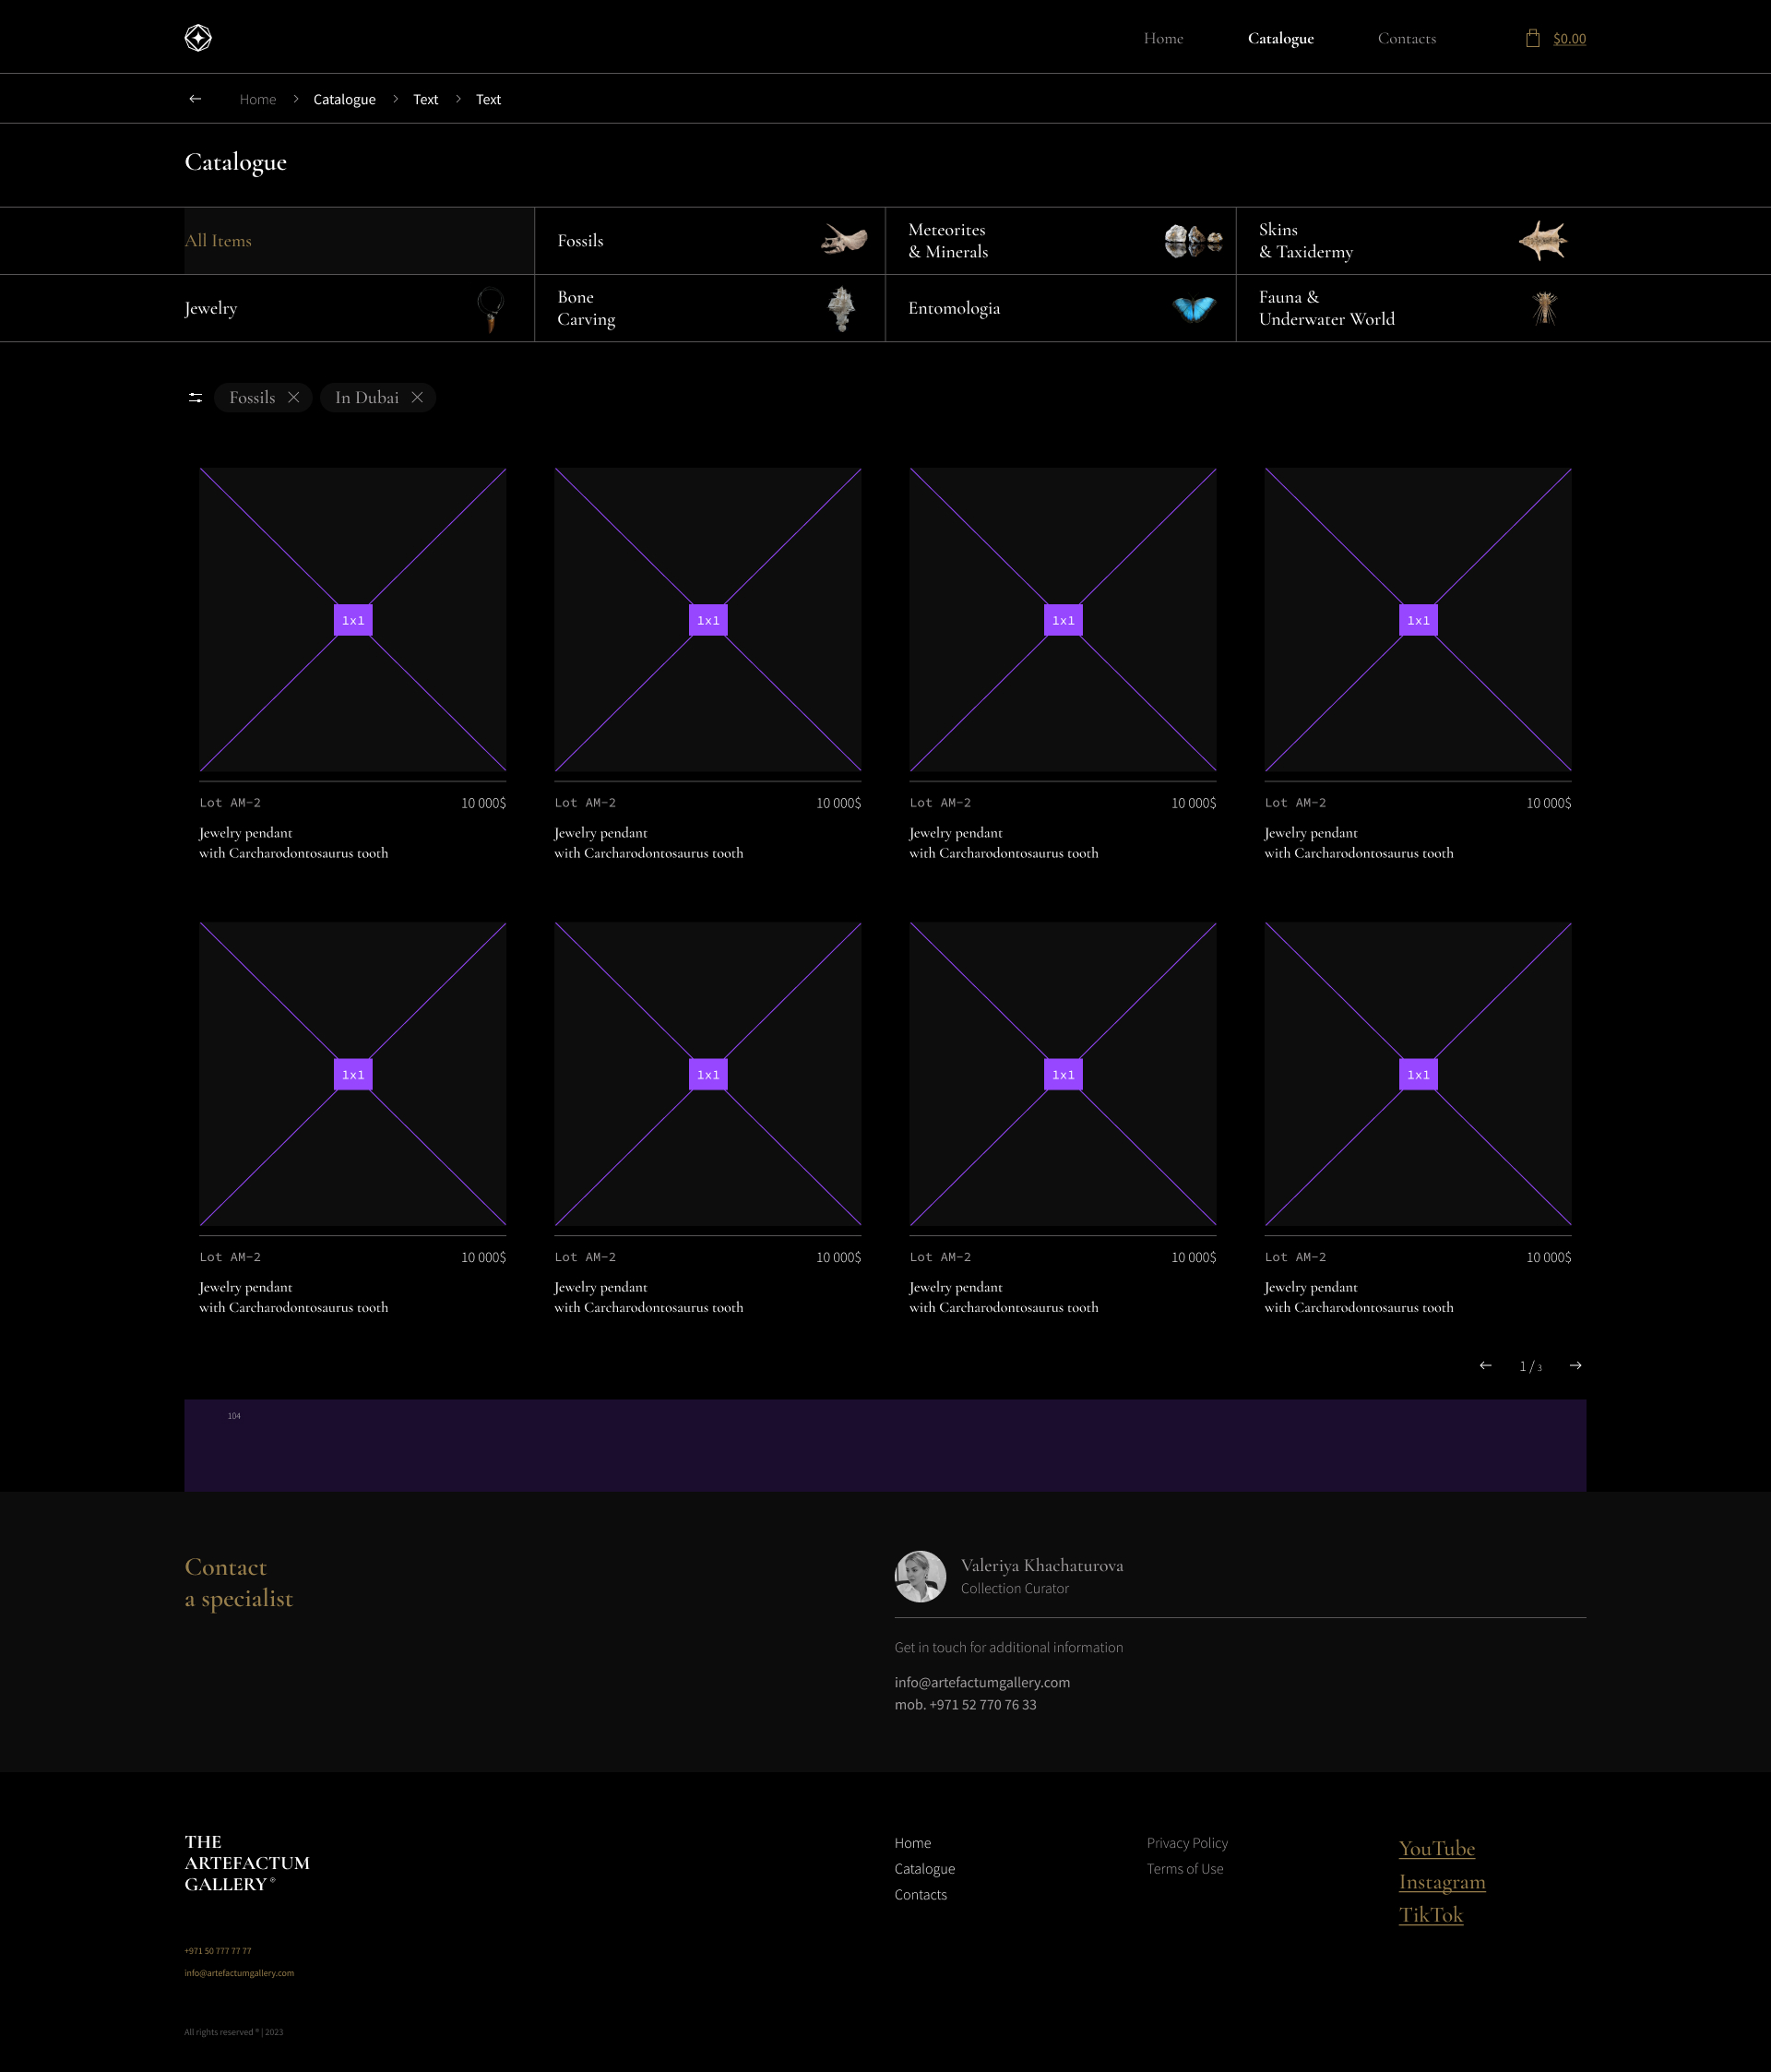 Home Catalogue Contacts $0.00
Home Catalogue Text Text
Catalogue
All Items
Fossils
Meteorites
& Minerals
Skins
& Taxidermy
Jewelry
Bone
Carving
Entomologia
Fauna &
Underwater World
Fossils In Dubai
1x1 1x1 1x1 1x1
Lot AM-2 10 000$ Lot AM-2 10 000$ Lot AM-2 10 000$ Lot AM-2 10 000$
Jewelry pendant Jewelry pendant Jewelry pendant Jewelry pendant
with Carcharodontosaurus tooth with Carcharodontosaurus tooth with Carcharodontosaurus tooth with Carcharodontosaurus tooth
1x1 1x1 1x1 1x1
Lot AM-2 10 000$ Lot AM-2 10 000$ Lot AM-2 10 000$ Lot AM-2 10 000$
Jewelry pendant Jewelry pendant Jewelry pendant Jewelry pendant
with Carcharodontosaurus tooth with Carcharodontosaurus tooth with Carcharodontosaurus tooth with Carcharodontosaurus tooth
1 / 3
104
Contact
a specialist
Valeriya Khachaturova
Collection Curator
Get in touch for additional information
info@artefactumgallery.com
mob. +971 52 770 76 33
THE
ARTEFACTUM
GALLERY ®
+971 50 777 77 77
info@artefactumgallery.com
All rights reserved ® | 2023
Home
Catalogue
Contacts
Privacy Policy
Terms of Use
YouTube
Instagram
TikTok